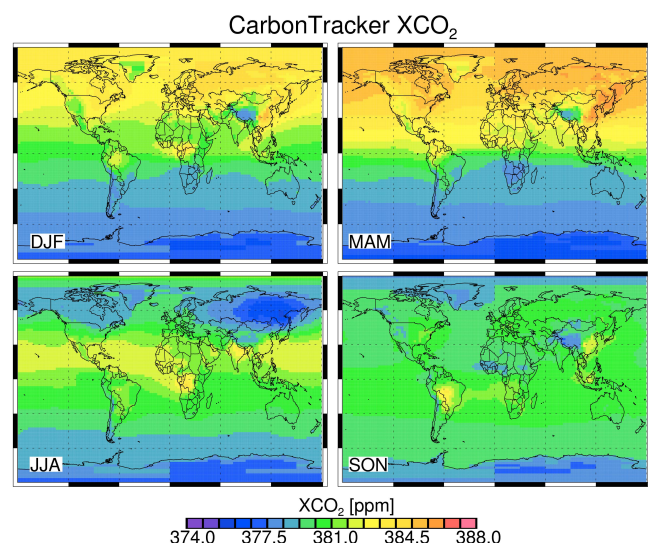 CarbonTracker XCO₂
DJF
MAM
JJA
SON
XCO₂ [ppm]
374.0 377.5 381.0 384.5 388.0